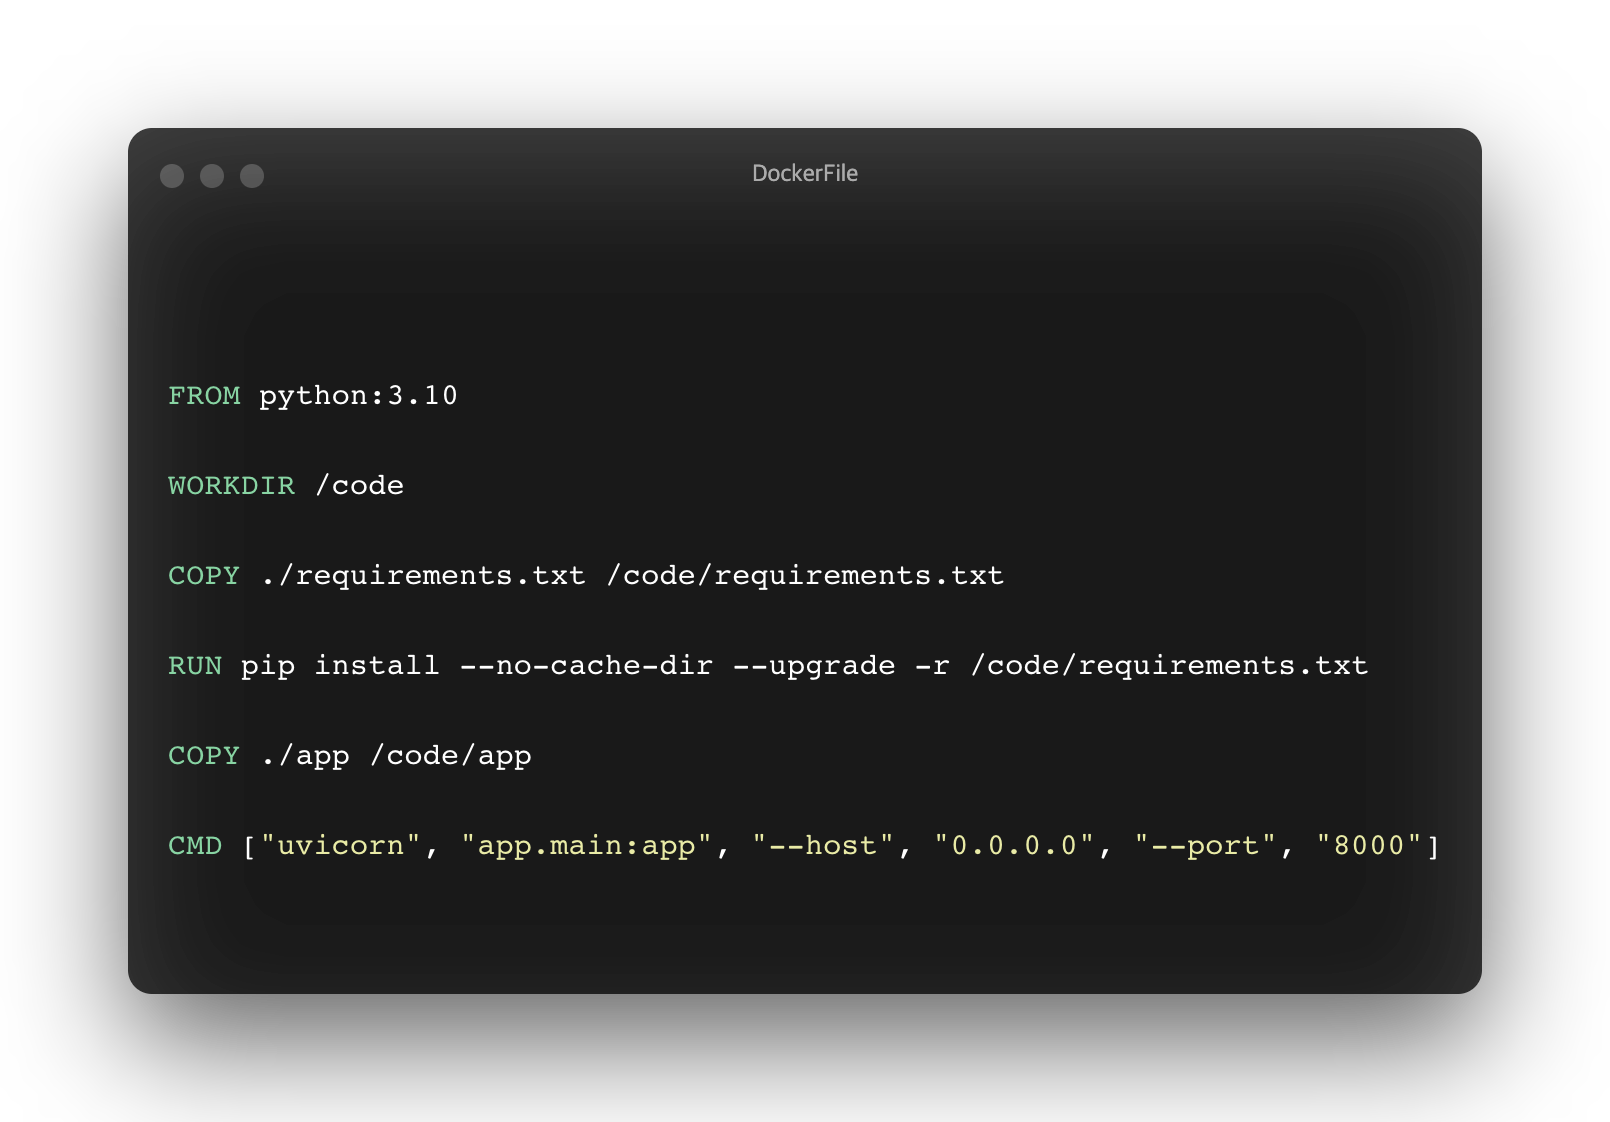 DockerFile
FROM python:3.10
WORKDIR /code
COPY ./requirements.txt /code/requirements.txt
RUN pip install --no-cache-dir --upgrade -r /code/requirements.txt
COPY ./app /code/app
CMD ["uvicorn", "app.main:app", "--host", "0.0.0.0", "--port", "8000"]